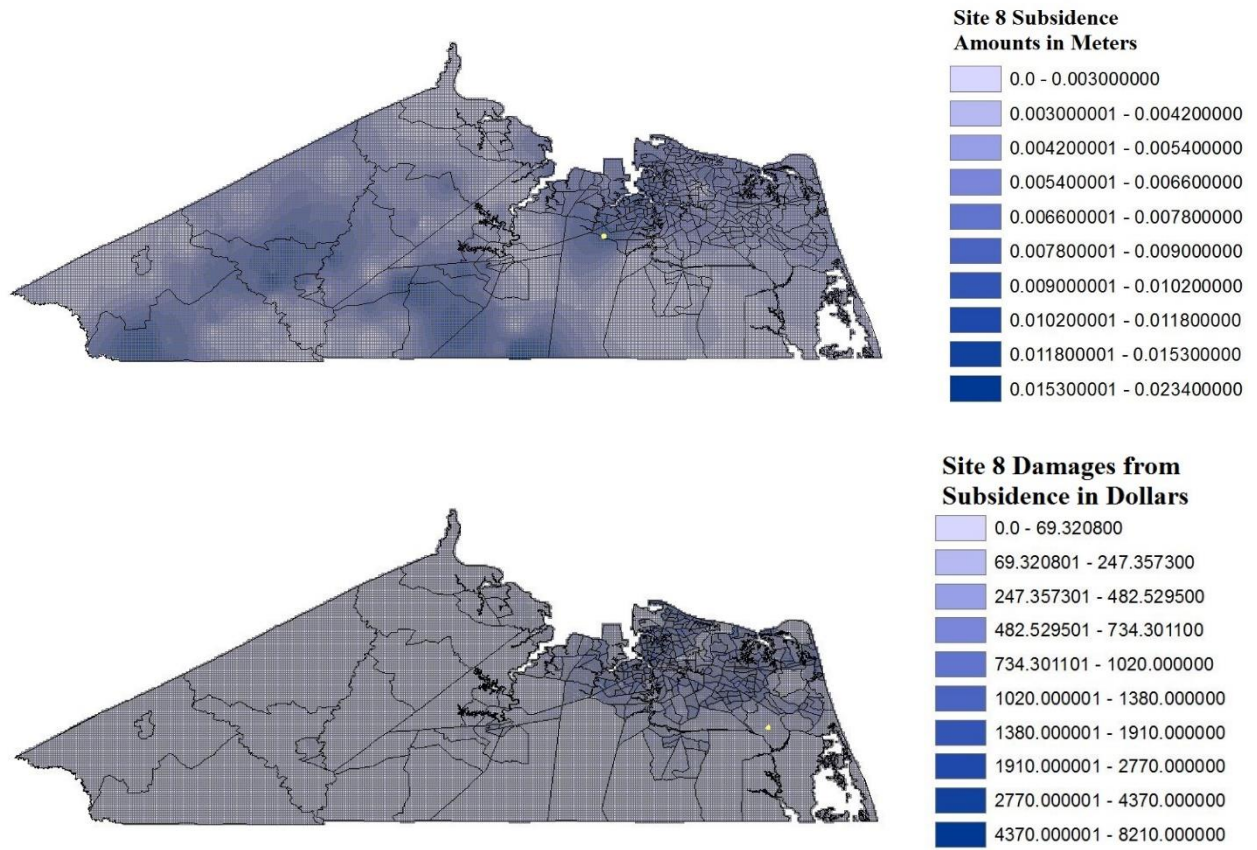 Site 8 Subsidence
Amounts in Meters
0.0 - 0.003000000
0.003000001 - 0.004200000
0.004200001 - 0.005400000
0.005400001 - 0.006600000
0.006600001 - 0.007800000
0.007800001 - 0.009000000
0.009000001 - 0.010200000
0.010200001 - 0.011800000
0.011800001 - 0.015300000
0.015300001 - 0.023400000
Site 8 Damages from
Subsidence in Dollars
0.0 - 69.320800
69.320801 - 247.357300
247.357301 - 482.529500
482.529501 - 734.301100
734.301101 - 1020.000000
1020.000001 - 1380.000000
1380.000001 - 1910.000000
1910.000001 - 2770.000000
2770.000001 - 4370.000000
4370.000001 - 8210.000000